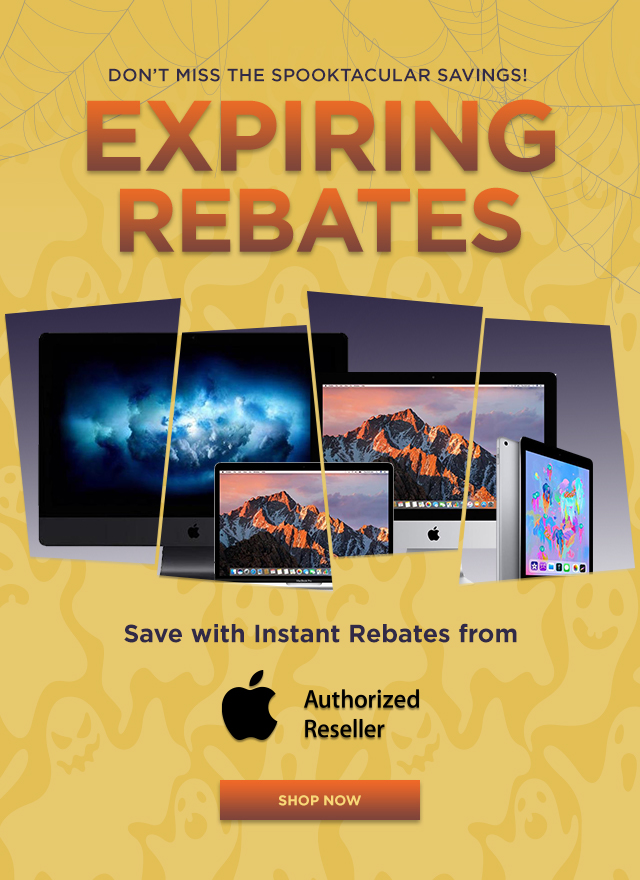 DON'T MISS THE SPOOKTACULAR SAVINGS!
EXPIRING
REBATES
Save with Instant Rebates from
Authorized
Reseller
SHOP NOW